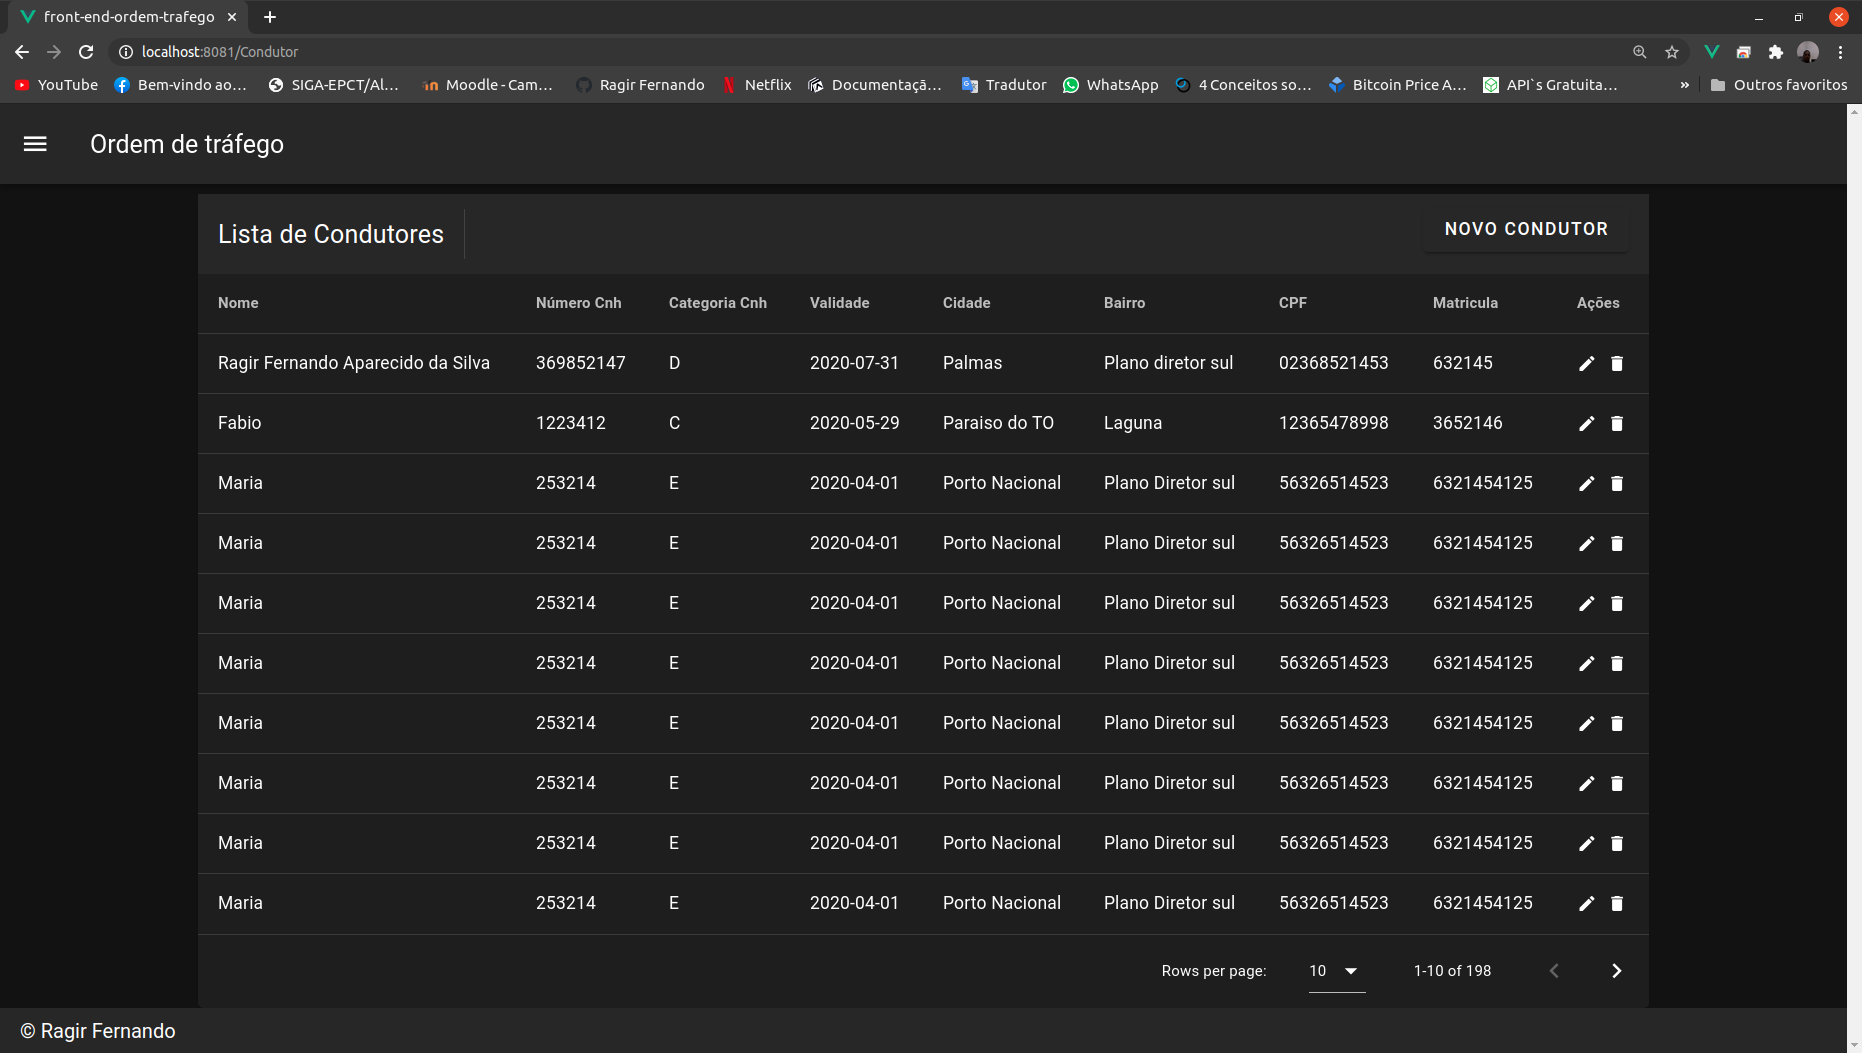 front-end-ordem-trafego
localhost:8081/Condutor
YouTube Bem-vindo ao... SIGA-EPCT/Al... Moodle - Cam... Ragir Fernando Netflix Documentaçã... Tradutor WhatsApp 4 Conceitos so... Bitcoin Price A... API`s Gratuita... » Outros favoritos
Ordem de tráfego
Lista de Condutores NOVO CONDUTOR
Nome Número Cnh Categoria Cnh Validade Cidade Bairro CPF Matricula Ações
Ragir Fernando Aparecido da Silva 369852147 D 2020-07-31 Palmas Plano diretor sul 02368521453 632145
Fabio 1223412 C 2020-05-29 Paraiso do TO Laguna 12365478998 3652146
Maria 253214 E 2020-04-01 Porto Nacional Plano Diretor sul 56326514523 6321454125
Maria 253214 E 2020-04-01 Porto Nacional Plano Diretor sul 56326514523 6321454125
Maria 253214 E 2020-04-01 Porto Nacional Plano Diretor sul 56326514523 6321454125
Maria 253214 E 2020-04-01 Porto Nacional Plano Diretor sul 56326514523 6321454125
Maria 253214 E 2020-04-01 Porto Nacional Plano Diretor sul 56326514523 6321454125
Maria 253214 E 2020-04-01 Porto Nacional Plano Diretor sul 56326514523 6321454125
Maria 253214 E 2020-04-01 Porto Nacional Plano Diretor sul 56326514523 6321454125
Maria 253214 E 2020-04-01 Porto Nacional Plano Diretor sul 56326514523 6321454125
Rows per page: 10 1-10 of 198
© Ragir Fernando